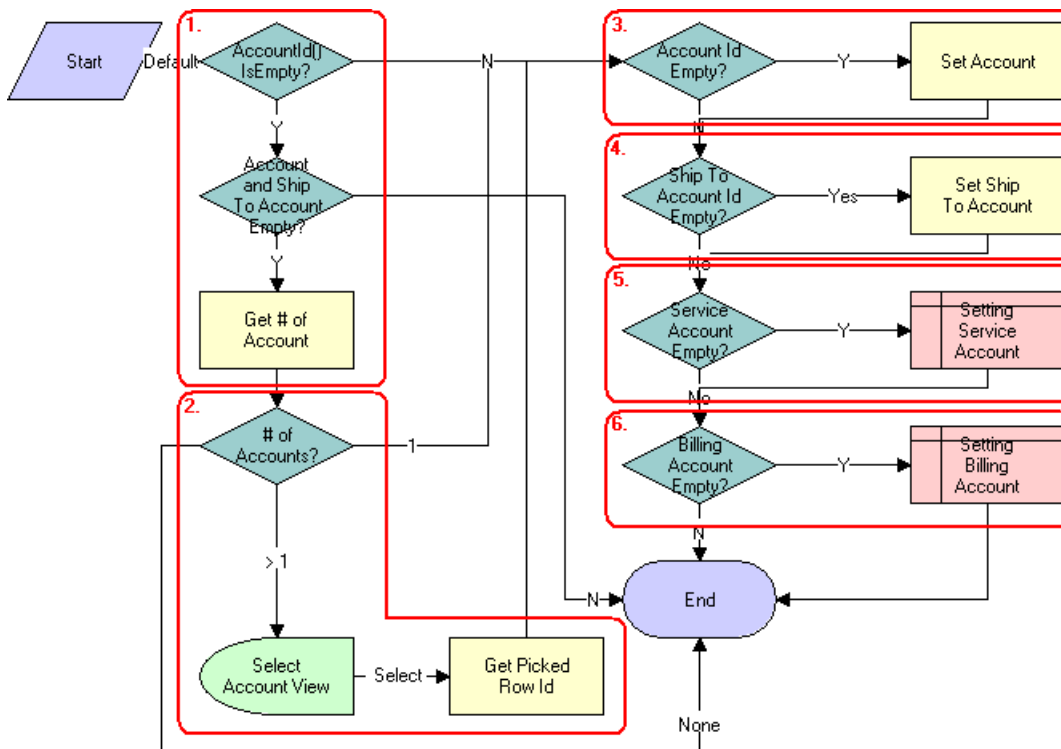 1.
Start
Default
AccountId()
IsEmpty?
N
Y
Account
and Ship
To Account
Empty?
Y
N
Get # of
Account
2.
# of
Accounts?
1
> 1
None
Select
Account View
Select
Get Picked
Row Id
3.
Account Id
Empty?
Y
Set Account
N
4.
Ship To
Account Id
Empty?
Yes
Set Ship
To Account
No
5.
Service
Account
Empty?
Y
Setting
Service
Account
No
6.
Billing
Account
Empty?
Y
Setting
Billing
Account
N
End